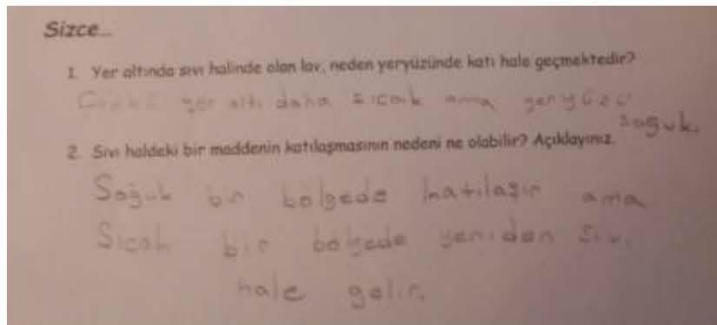 Sizce...
1. Yer altında sıvı halinde olan lav, neden yeryüzünde katı hale geçmektedir?
Çünkü yer altı daha sıcak ama yeryüzü
soğuk.
2. Sıvı haldeki bir maddenin katılaşmasının nedeni ne olabilir? Açıklayınız.
Soğuk bir bölgede katılaşır ama
Sıcak bir bölgede yeniden sıvı
hale gelir.